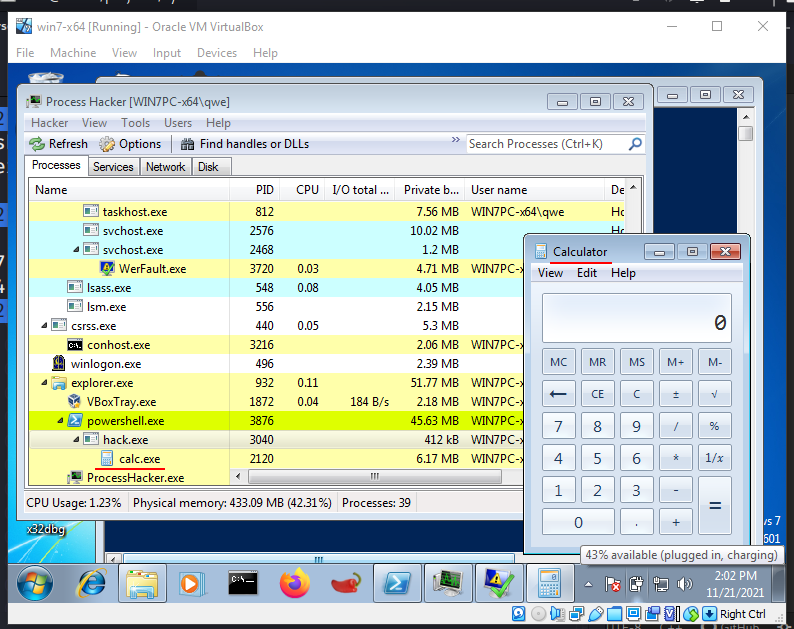 win7-x64 [Running] - Oracle VM VirtualBox
File Machine View Input Devices Help
Process Hacker [WIN7PC-x64\qwe]
Hacker View Tools Users Help
Refresh Options Find handles or DLLs » Search Processes (Ctrl+K)
Processes Services Network Disk
Name PID CPU I/O total ... Private b... User name De
taskhost.exe 812 7.56 MB WIN7PC-x64\qwe Ho
svchost.exe 2576 10.02 MB
svchost.exe 2468 1.2 MB
WerFault.exe 3720 0.03 4.71 MB WIN7PC-x
lsass.exe 548 0.08 4.05 MB
lsm.exe 556 2.15 MB
csrss.exe 440 0.05 5.3 MB
conhost.exe 3216 2.06 MB WIN7PC-x
winlogon.exe 496 2.39 MB
explorer.exe 932 0.11 51.77 MB WIN7PC-x
VBoxTray.exe 1872 0.04 184 B/s 2.18 MB WIN7PC-x
powershell.exe 3876 45.63 MB WIN7PC-x
hack.exe 3040 412 kB WIN7PC-x
calc.exe 2120 6.17 MB WIN7PC-x
ProcessHacker.exe
CPU Usage: 1.23% Physical memory: 433.09 MB (42.31%) Processes: 39
Calculator
View Edit Help
0
MC MR MS M+ M-
← CE C ± √
7 8 9 / %
4 5 6 * 1/x
1 2 3 - =
0 . +
x32dbg
vs 7
601
43% available (plugged in, charging)
2:02 PM
11/21/2021
Right Ctrl